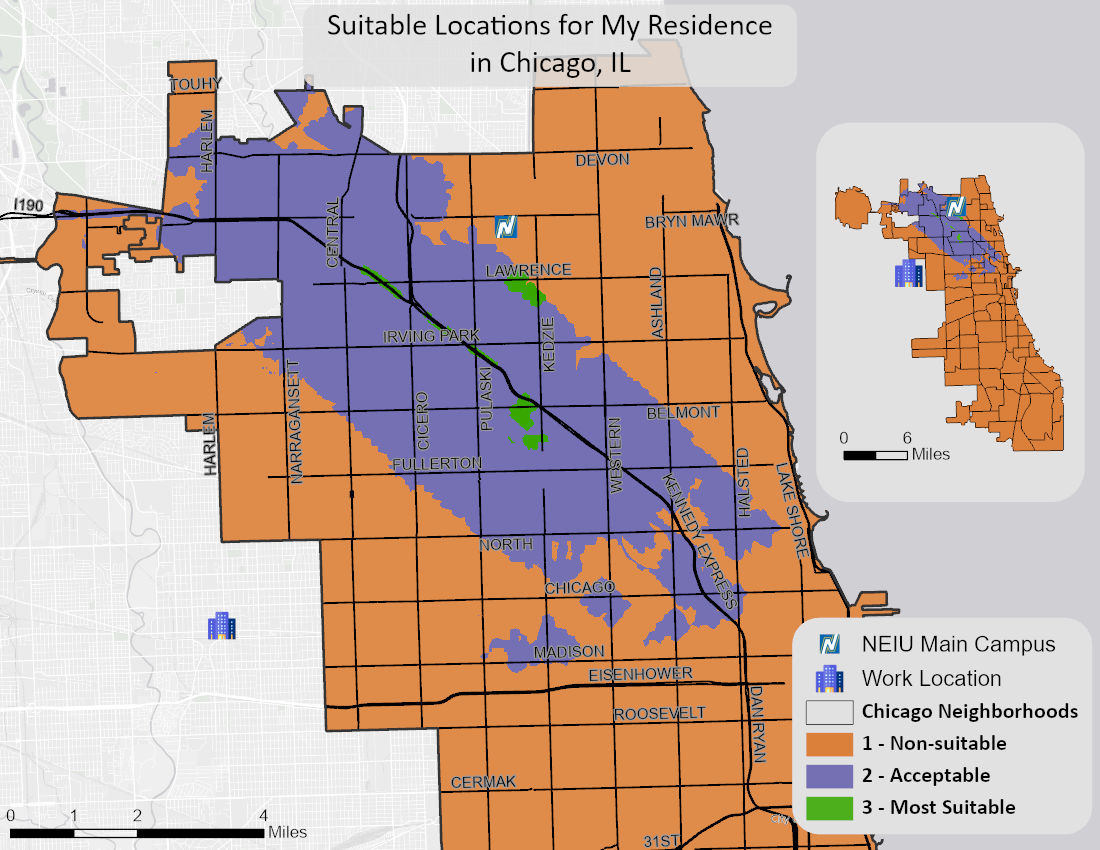 Suitable Locations for My Residence
in Chicago, IL
TOUHY
HARLEM
DEVON
I190
CENTRAL
BRYN MAWR
LAWRENCE
ASHLAND
IRVING PARK
KEDZIE
NARRAGANSETT
CICERO
PULASKI
BELMONT
HARLEM
WESTERN
FULLERTON
HALSTED
KENNEDY EXPRESS
LAKE SHORE
NORTH
CHICAGO
MADISON
EISENHOWER
ROOSEVELT
DAN RYAN
CERMAK
31ST
0 6
Miles
NEIU Main Campus
Work Location
Chicago Neighborhoods
1 - Non-suitable
2 - Acceptable
3 - Most Suitable
0 1 2 4
Miles